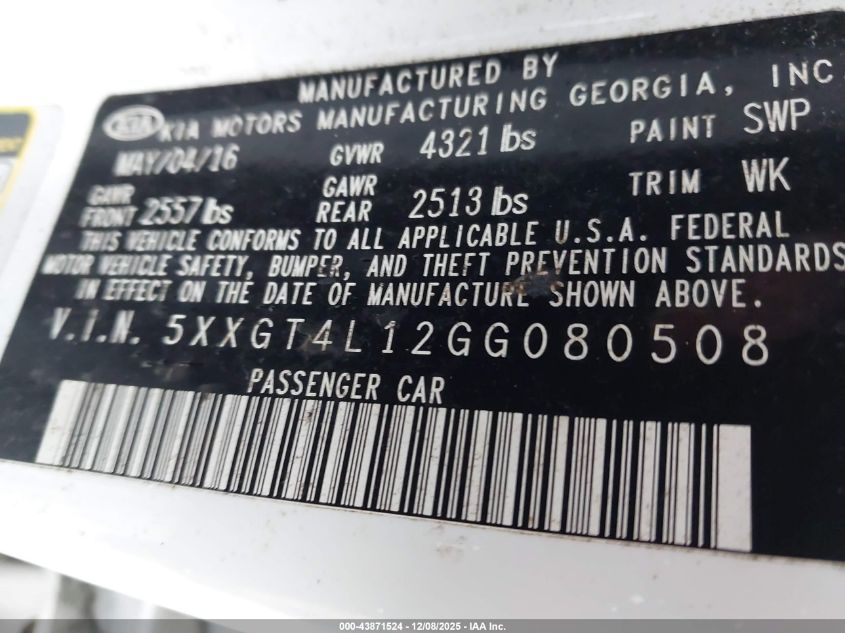 MANUFACTURED BY
KIA KIA MOTORS MANUFACTURING GEORGIA, INC
MAY/04/16 GVWR 4321 lbs PAINT SWP
GAWR FRONT 2557 lbs GAWR REAR 2513 lbs TRIM WK
THIS VEHICLE CONFORMS TO ALL APPLICABLE U.S.A. FEDERAL
MOTOR VEHICLE SAFETY, BUMPER, AND THEFT PREVENTION STANDARDS
IN EFFECT ON THE DATE OF MANUFACTURE SHOWN ABOVE.
V.I.N. 5XXGT4L12GG080508
PASSENGER CAR
000-43871524 - 12/08/2025 - IAA Inc.